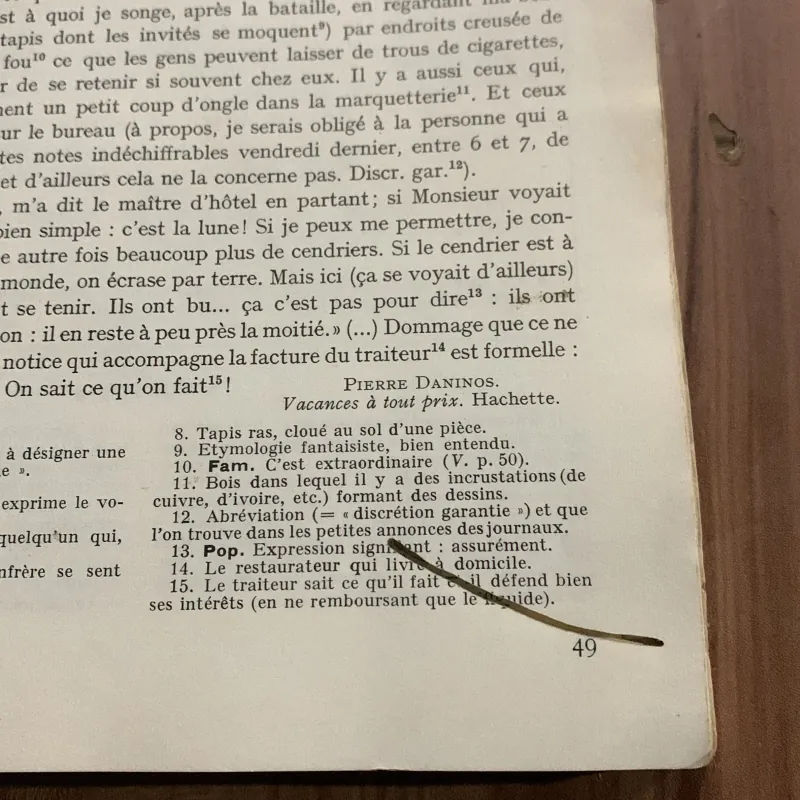 st à quoi je songe, après la bataille, en regardant ma
tapis dont les invités se moquent⁹) par endroits creusée de
fou¹⁰ ce que les gens peuvent laisser de trous de cigarettes,
r de se retenir si souvent chez eux. Il y a aussi ceux qui,
ment un petit coup d'ongle dans la marquetterie¹¹. Et ceux
ur le bureau (à propos, je serais obligé à la personne qui a
tes notes indéchiffrables vendredi dernier, entre 6 et 7, de
et d'ailleurs cela ne la concerne pas. Discr. gar.¹²).
, m'a dit le maître d'hôtel en partant; si Monsieur voyait
bien simple : c'est la lune! Si je peux me permettre, je con-
e autre fois beaucoup plus de cendriers. Si le cendrier est à
monde, on écrase par terre. Mais ici (ça se voyait d'ailleurs)
t se tenir. Ils ont bu... ça c'est pas pour dire¹³ : ils ont
on : il en reste à peu près la moitié.» (...) Dommage que ce ne
notice qui accompagne la facture du traiteur¹⁴ est formelle :
On sait ce qu'on fait¹⁵!
PIERRE DANINOS.
Vacances à tout prix. Hachette.
à désigner une
e ».
exprime le vo-
quelqu'un qui,
nfrère se sent
8. Tapis ras, cloué au sol d'une pièce.
9. Etymologie fantaisiste, bien entendu.
10. Fam. C'est extraordinaire (V. p. 50).
11. Bois dans lequel il y a des incrustations (de
cuivre, d'ivoire, etc.) formant des dessins.
12. Abréviation (= « discrétion garantie ») et que
l'on trouve dans les petites annonces des journaux.
13. Pop. Expression signifiant : assurément.
14. Le restaurateur qui livre à domicile.
15. Le traiteur sait ce qu'il fait : il défend bien
ses intérêts (en ne remboursant que le liquide).
49